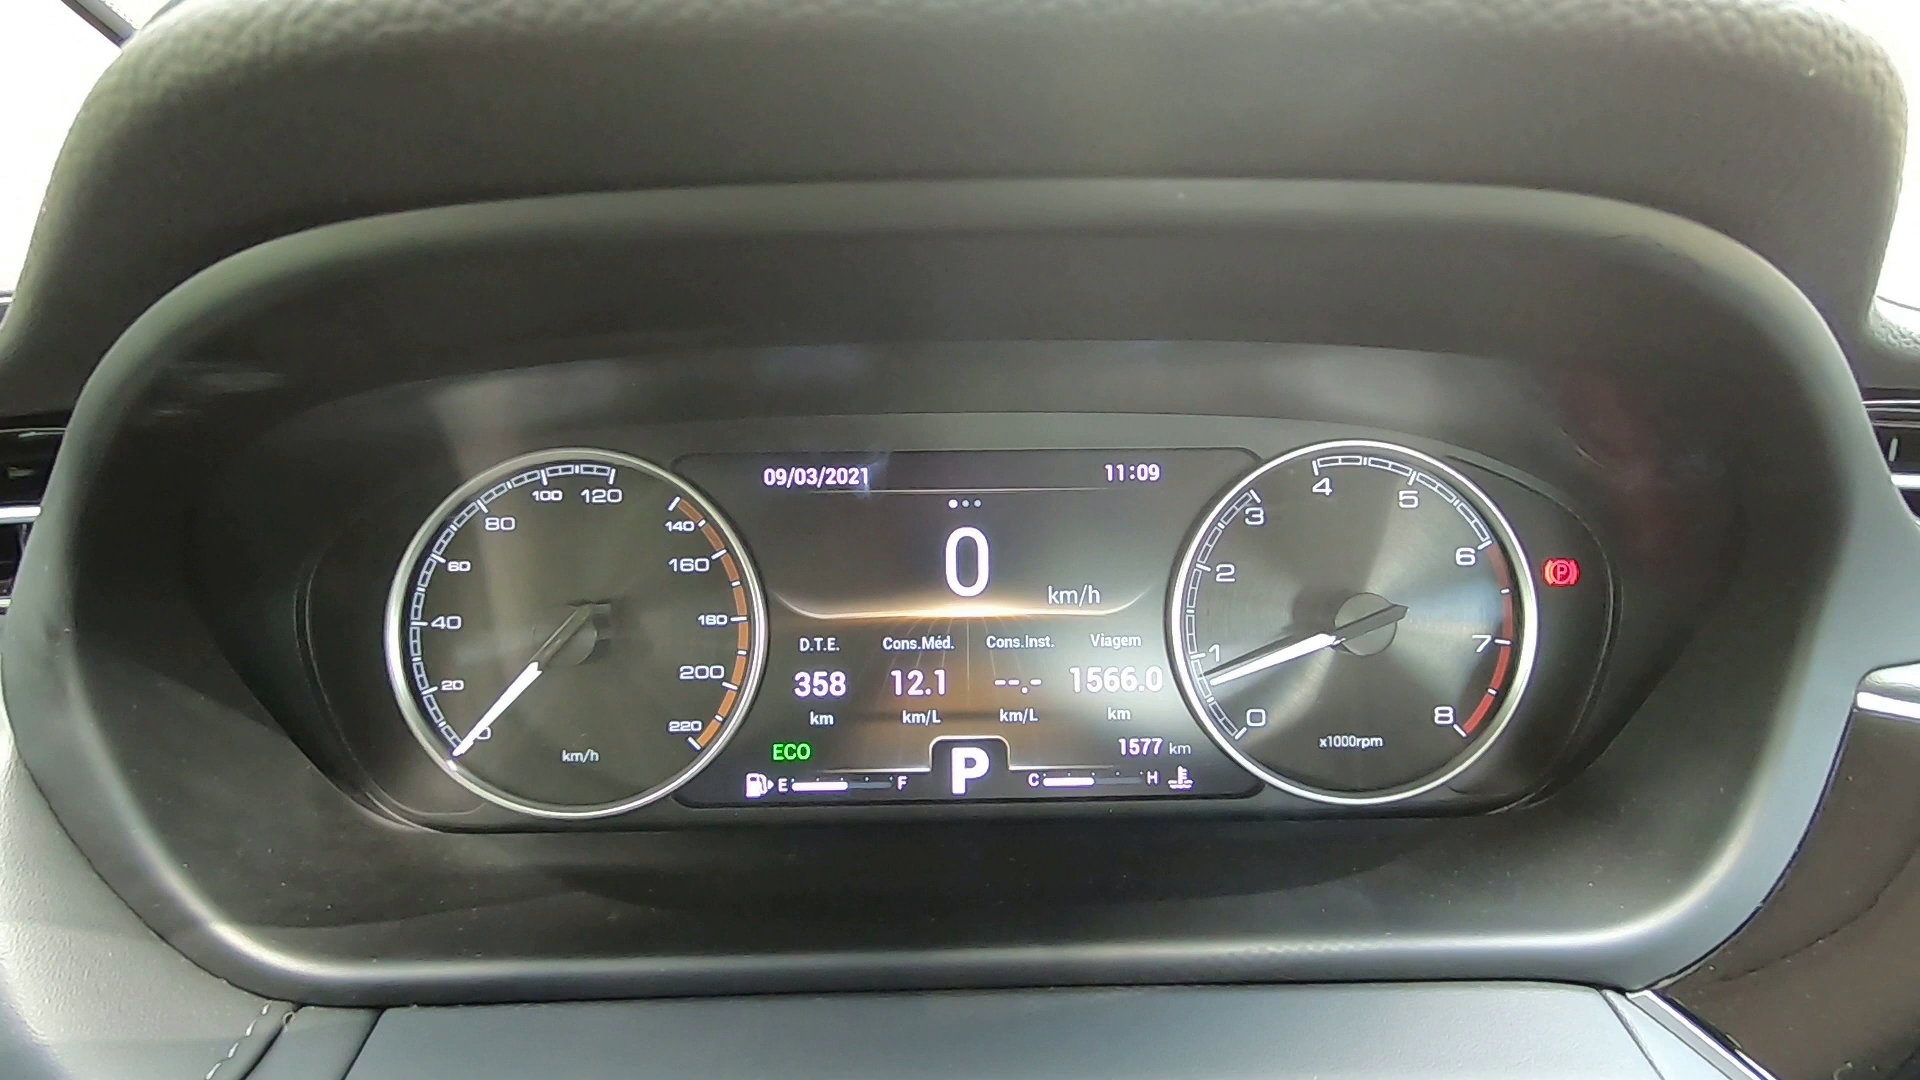 09/03/2021 11:09
0
km/h
D.T.E. Cons.Méd. Cons.Inst. Viagem
358 12.1 --.- 1566.0
km km/L km/L km
ECO
1577 km
E F
P
C H
0
20
40
60
80
100
120
140
160
180
200
220
km/h
0
1
2
3
4
5
6
7
8
x1000rpm
P